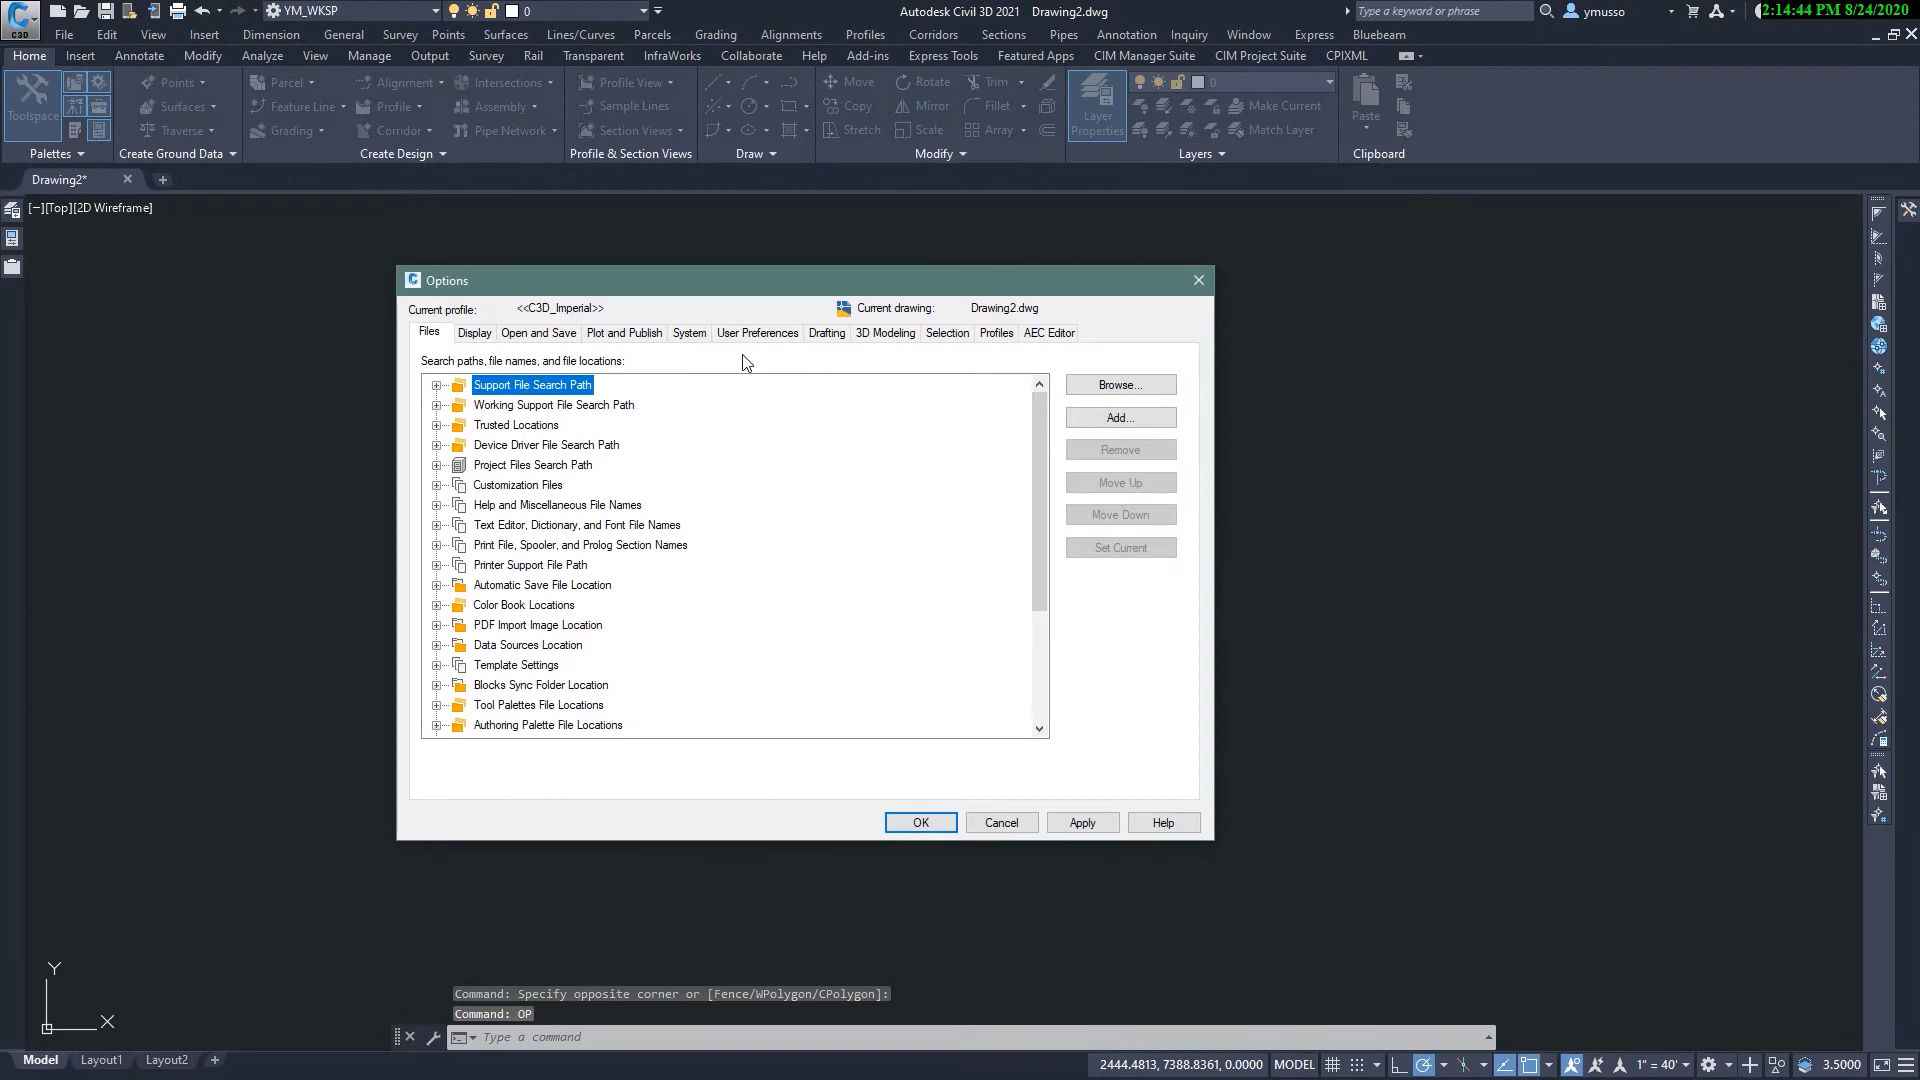 YM_WKSP
0
Autodesk Civil 3D 2021 Drawing2.dwg
Type a keyword or phrase
ymusso
2:14:44 PM 8/24/2020
C3D
File Edit View Insert Dimension General Survey Points Surfaces Lines/Curves Parcels Grading Alignments Profiles Corridors Sections Pipes Annotation Inquiry Window Express Bluebeam
Home Insert Annotate Modify Analyze View Manage Output Survey Rail Transparent InfraWorks Collaborate Help Add-ins Express Tools Featured Apps CIM Manager Suite CIM Project Suite CPIXML
Points Parcel Alignment Intersections Profile View Move Rotate Trim 0
Toolspace Surfaces Feature Line Profile Assembly Sample Lines Copy Mirror Fillet Layer Properties Make Current Paste
Traverse Grading Corridor Pipe Network Section Views Stretch Scale Array Match Layer
Palettes Create Ground Data Create Design Profile & Section Views Draw Modify Layers Clipboard
Drawing2*
[−][Top][2D Wireframe]
Options
Current profile: <<C3D_Imperial>> Current drawing: Drawing2.dwg
Files Display Open and Save Plot and Publish System User Preferences Drafting 3D Modeling Selection Profiles AEC Editor
Search paths, file names, and file locations:
Support File Search Path
Working Support File Search Path
Trusted Locations
Device Driver File Search Path
Project Files Search Path
Customization Files
Help and Miscellaneous File Names
Text Editor, Dictionary, and Font File Names
Print File, Spooler, and Prolog Section Names
Printer Support File Path
Automatic Save File Location
Color Book Locations
PDF Import Image Location
Data Sources Location
Template Settings
Blocks Sync Folder Location
Tool Palettes File Locations
Authoring Palette File Locations
Browse...
Add...
Remove
Move Up
Move Down
Set Current
OK Cancel Apply Help
Y
X
Command: Specify opposite corner or [Fence/WPolygon/CPolygon]:
Command: OP
Type a command
Model Layout1 Layout2
2444.4813, 7388.8361, 0.0000 MODEL 1" = 40' 3.5000